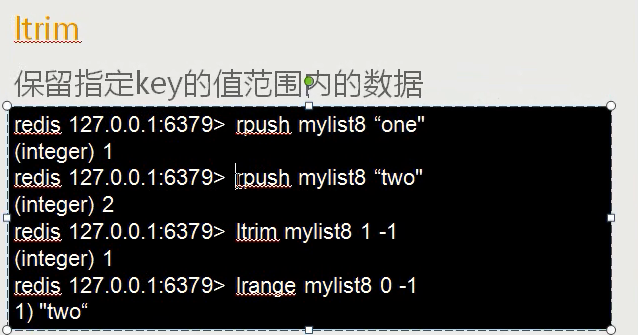 ltrim
保留指定key的值范围内的数据
redis 127.0.0.1:6379> rpush mylist8 “one"
(integer) 1
redis 127.0.0.1:6379> rpush mylist8 “two"
(integer) 2
redis 127.0.0.1:6379> ltrim mylist8 1 -1
(integer) 1
redis 127.0.0.1:6379> lrange mylist8 0 -1
1) "two“